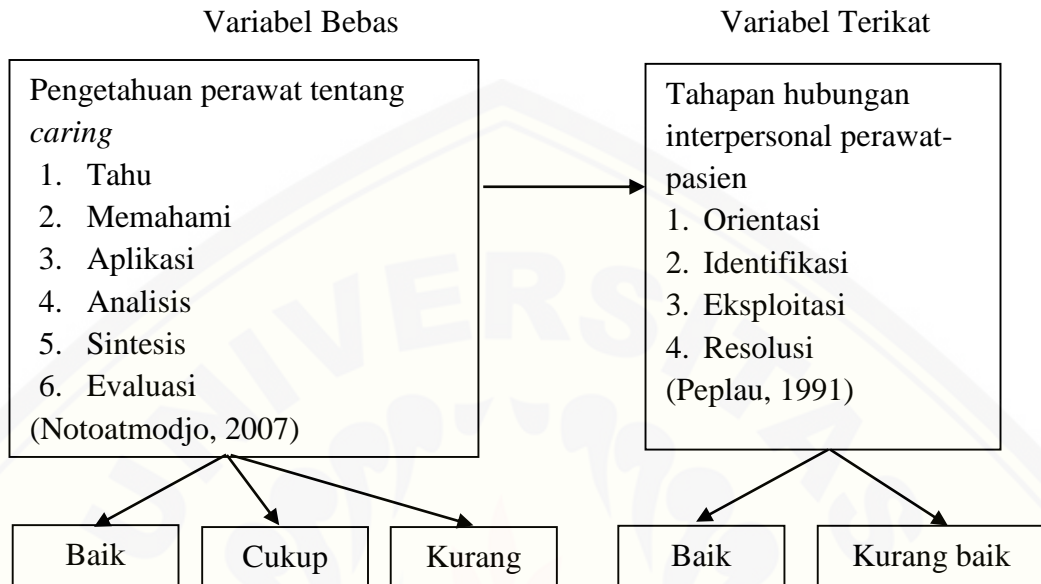 Variabel Bebas
Variabel Terikat
Pengetahuan perawat tentang
caring
1. Tahu
2. Memahami
3. Aplikasi
4. Analisis
5. Sintesis
6. Evaluasi
(Notoatmodjo, 2007)
Tahapan hubungan
interpersonal perawat-
pasien
1. Orientasi
2. Identifikasi
3. Eksploitasi
4. Resolusi
(Peplau, 1991)
Baik
Cukup
Kurang
Baik
Kurang baik
UNIVERSITAS